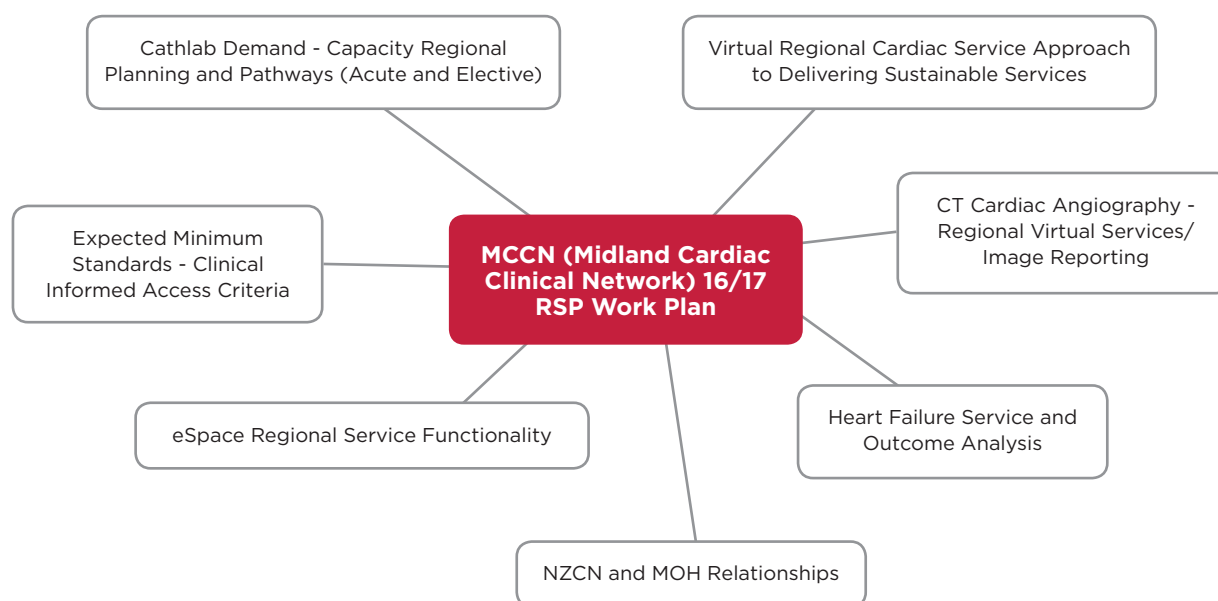 Cathlab Demand - Capacity Regional
Planning and Pathways (Acute and Elective)
Virtual Regional Cardiac Service Approach
to Delivering Sustainable Services
Expected Minimum
Standards - Clinical
Informed Access Criteria
MCCN (Midland Cardiac
Clinical Network) 16/17
RSP Work Plan
CT Cardiac Angiography -
Regional Virtual Services/
Image Reporting
eSpace Regional Service Functionality
Heart Failure Service and
Outcome Analysis
NZCN and MOH Relationships